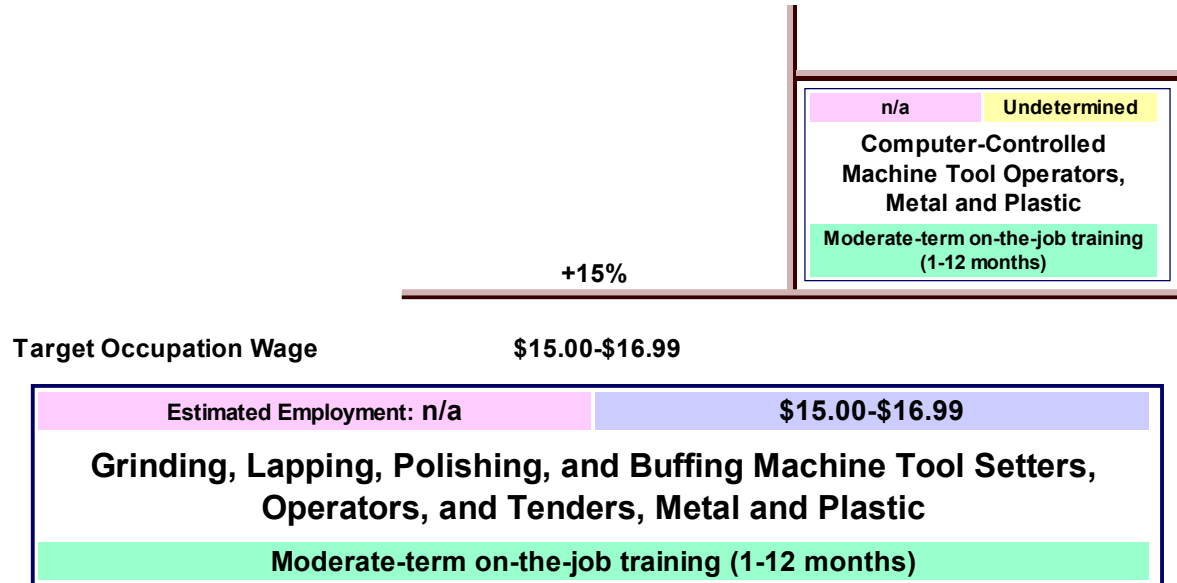 n/a Undetermined
Computer-Controlled
Machine Tool Operators,
Metal and Plastic
Moderate-term on-the-job training
(1-12 months)
+15%
Target Occupation Wage $15.00-$16.99
Estimated Employment: n/a $15.00-$16.99
Grinding, Lapping, Polishing, and Buffing Machine Tool Setters,
Operators, and Tenders, Metal and Plastic
Moderate-term on-the-job training (1-12 months)